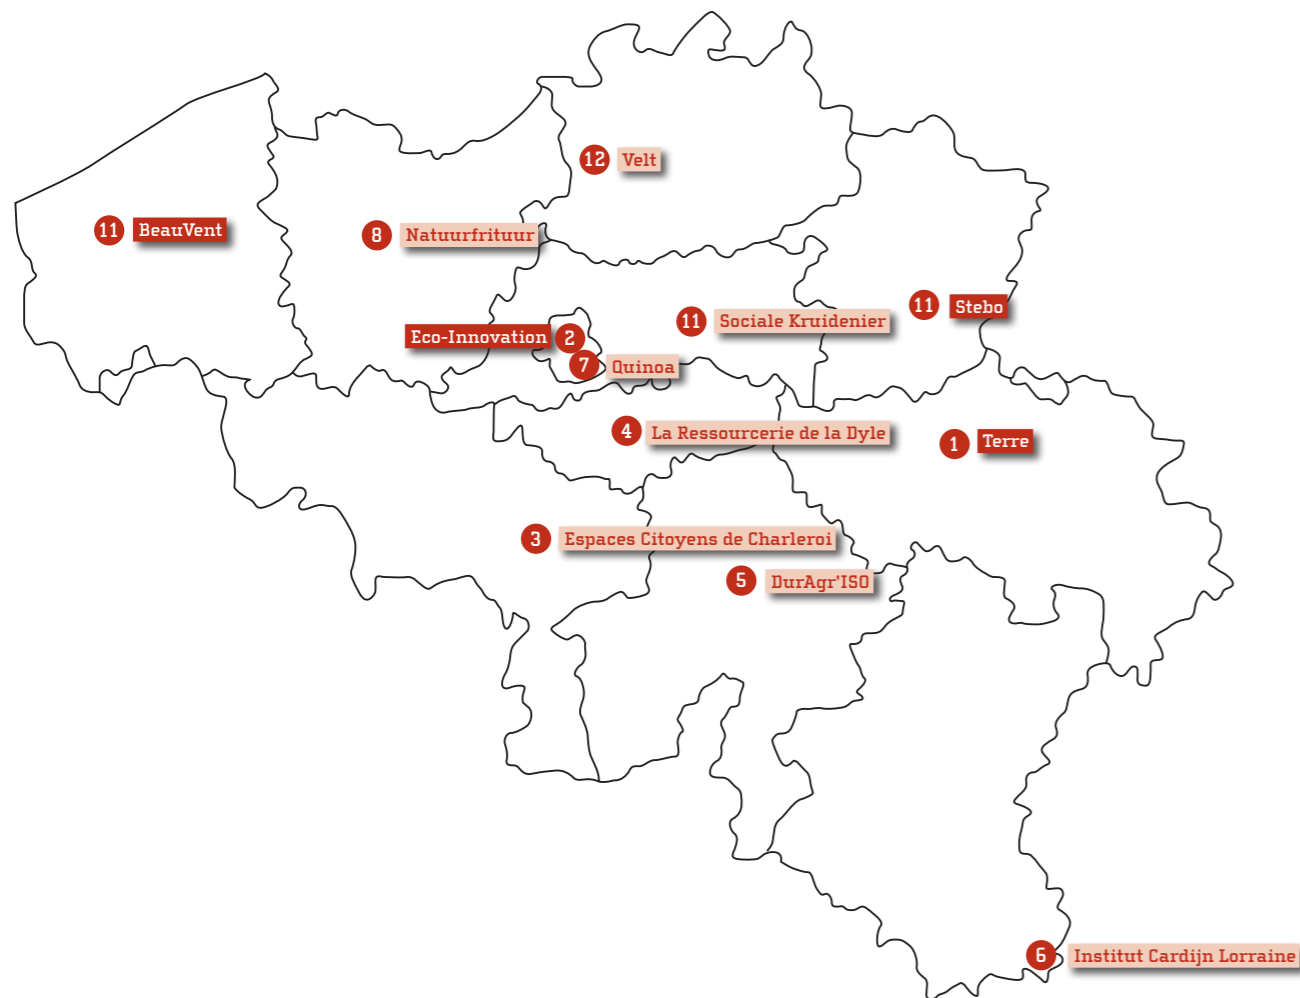 12 Velt
11 BeauVent
8 Natuurfrituur
11 Stebo
11 Sociale Kruidenier
Eco-Innovation 2
7 Quinoa
4 La Ressourcerie de la Dyle
1 Terre
3 Espaces Citoyens de Charleroi
5 DurAgr'ISO
6 Institut Cardijn Lorraine